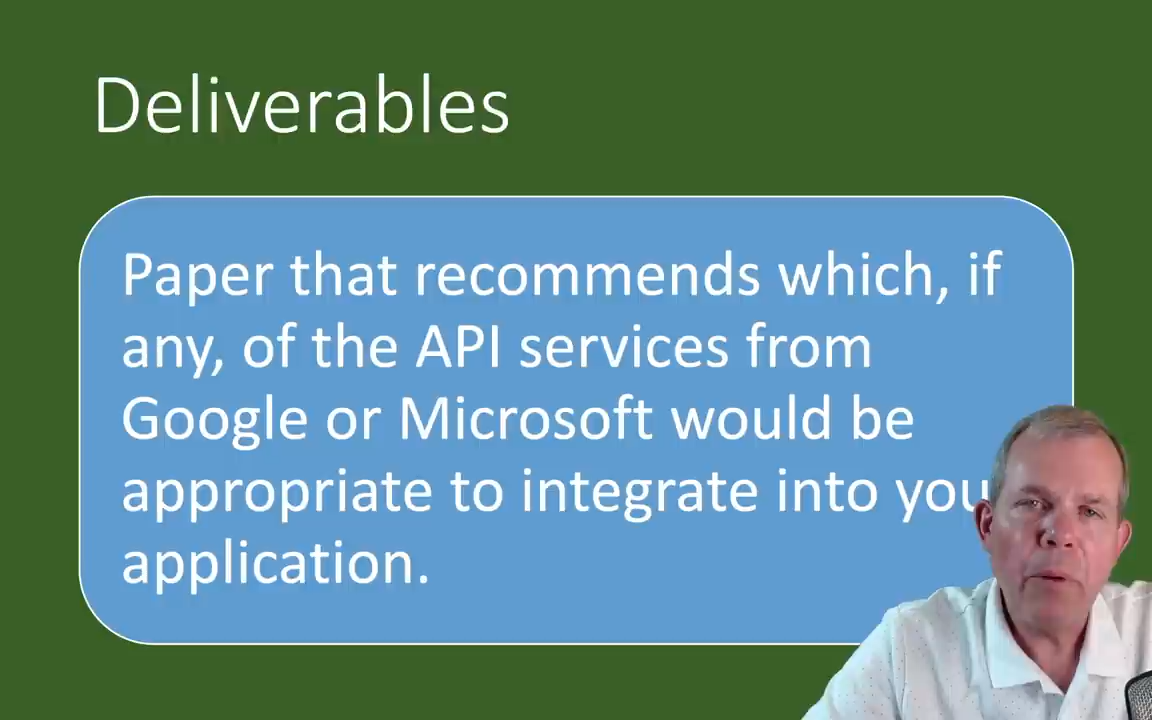 Deliverables
Paper that recommends which, if
any, of the API services from
Google or Microsoft would be
appropriate to integrate into
application.